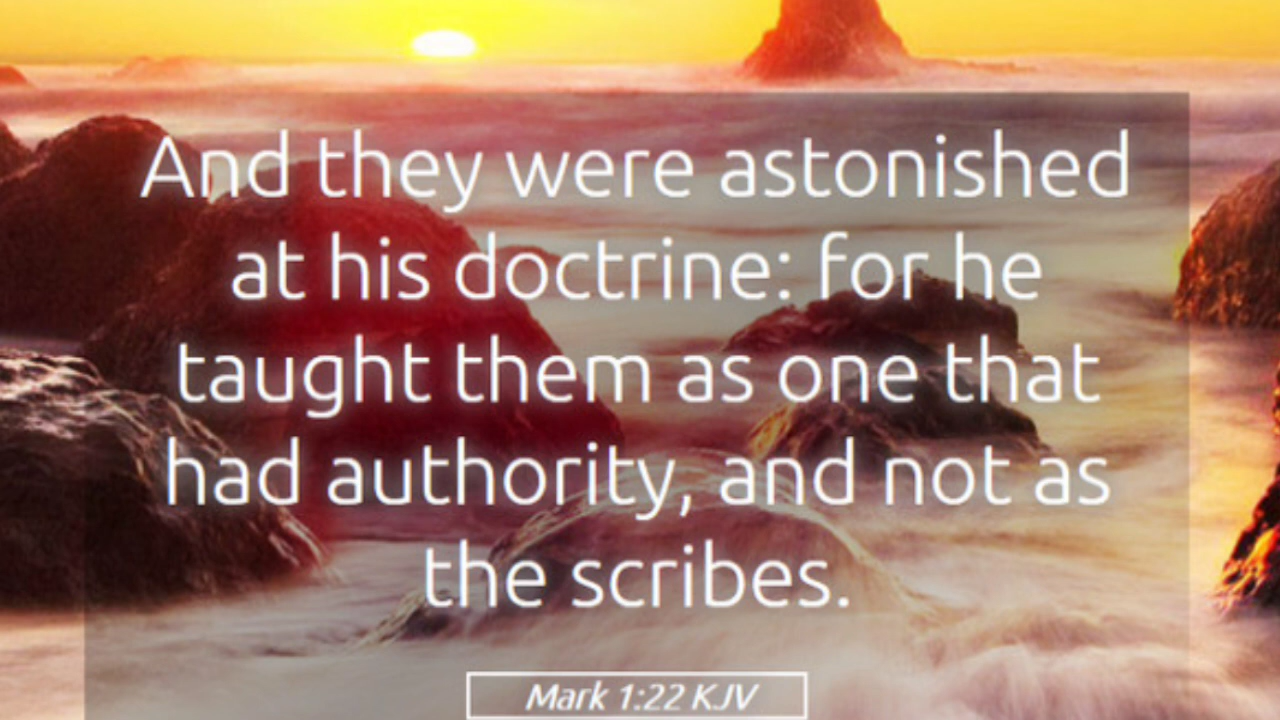 And they were astonished
at his doctrine: for he
taught them as one that
had authority, and not as
the scribes.
Mark 1:22 KJV